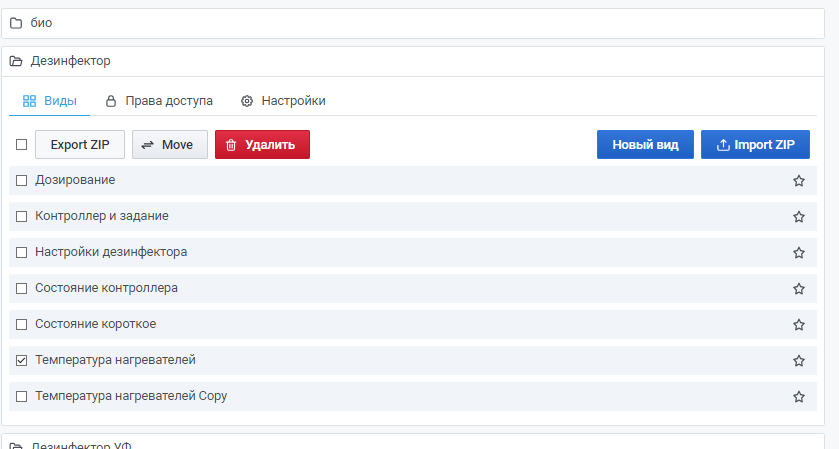 био
Дезинфектор
Виды Права доступа Настройки
Export ZIP Move Удалить Новый вид Import ZIP
Дозирование
Контроллер и задание
Настройки дезинфектора
Состояние контроллера
Состояние короткое
Температура нагревателей
Температура нагревателей Copy
Дезинфектор УФ